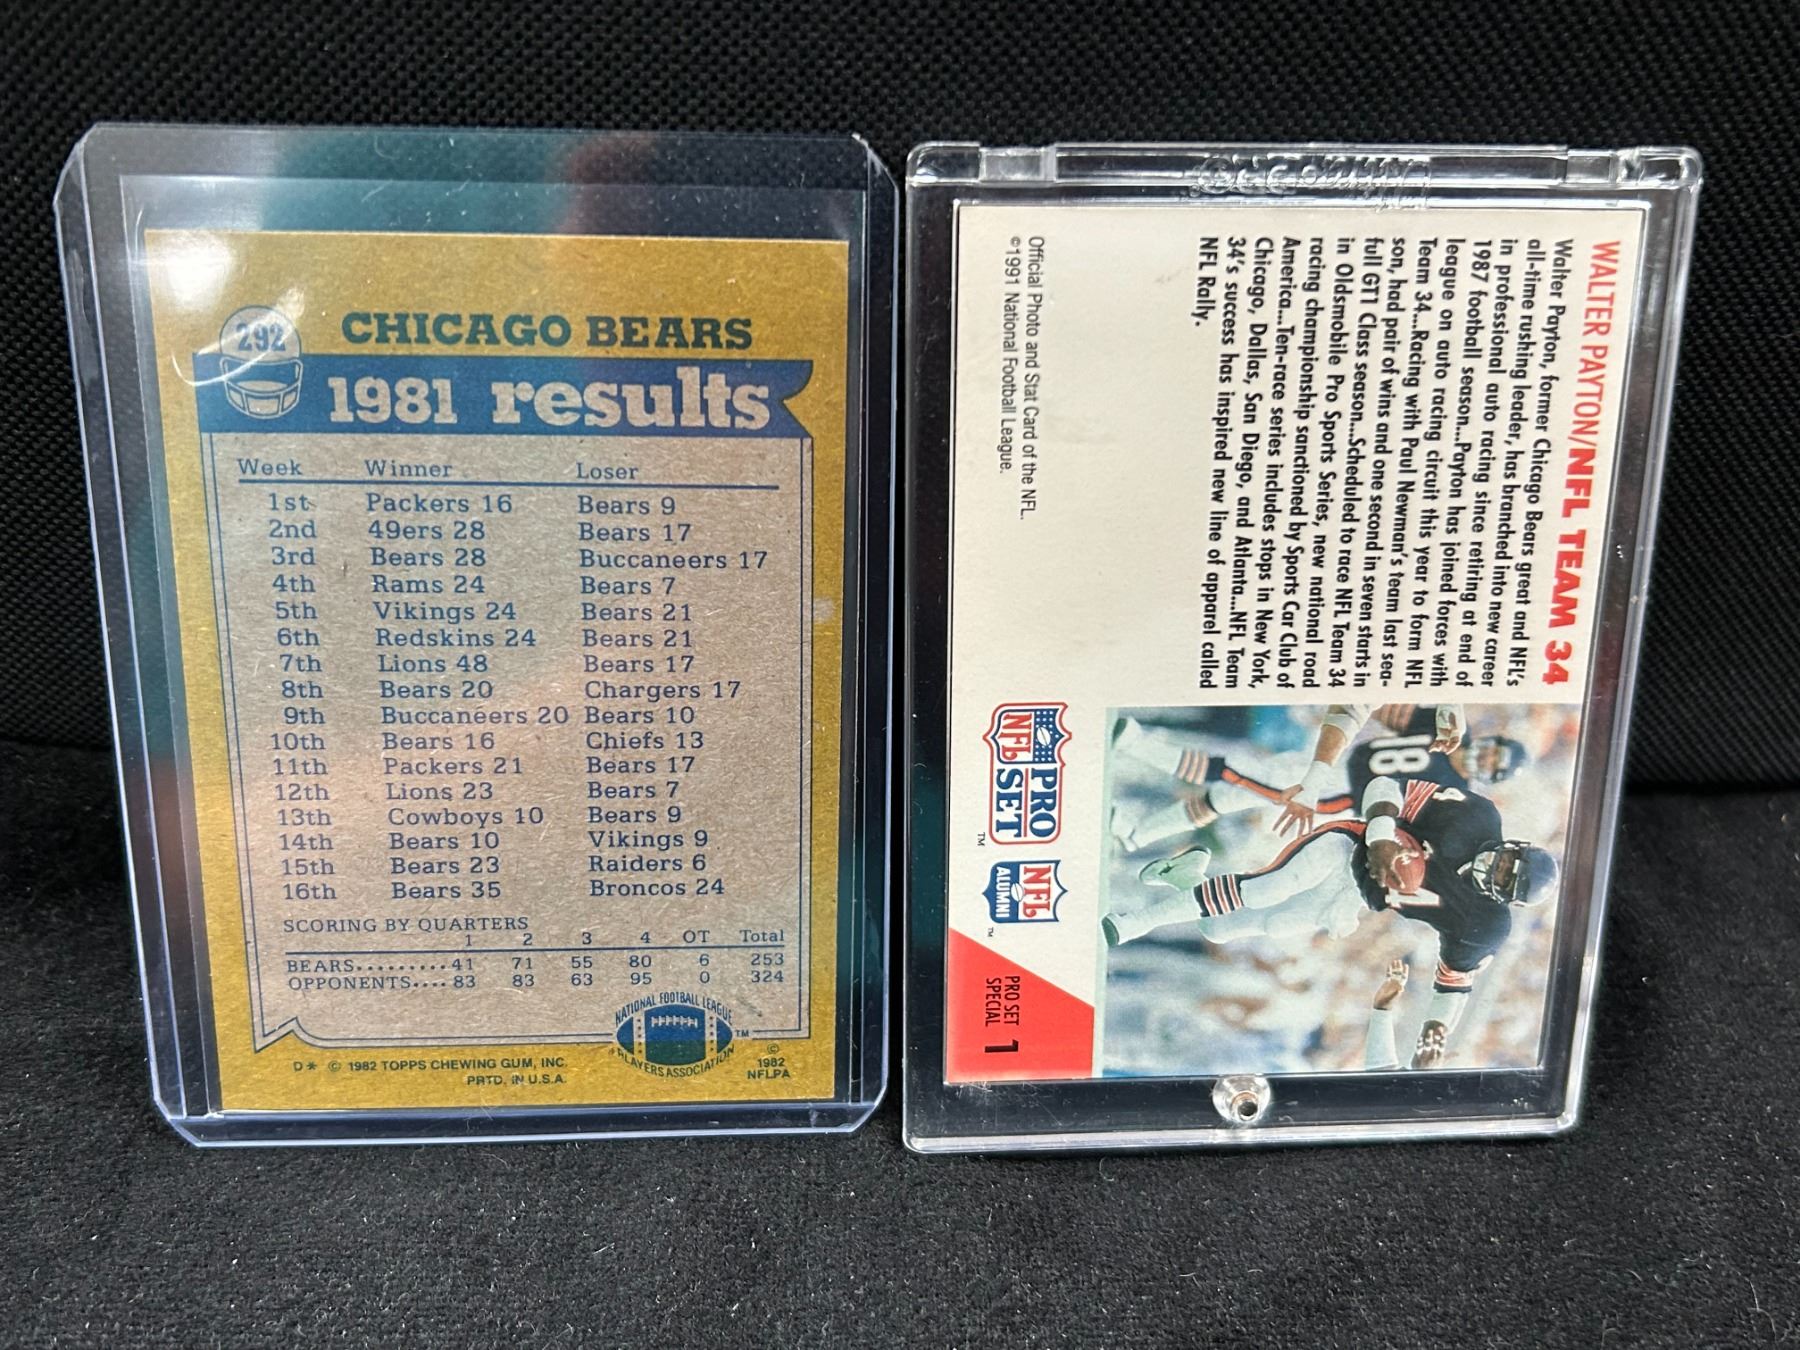 292
CHICAGO BEARS
1981 results
Week Winner Loser
1st Packers 16 Bears 9
2nd 49ers 28 Bears 17
3rd Bears 28 Buccaneers 17
4th Rams 24 Bears 7
5th Vikings 24 Bears 21
6th Redskins 24 Bears 21
7th Lions 48 Bears 17
8th Bears 20 Chargers 17
9th Buccaneers 20 Bears 10
10th Bears 16 Chiefs 13
11th Packers 21 Bears 17
12th Lions 23 Bears 7
13th Cowboys 10 Bears 9
14th Bears 10 Vikings 9
15th Bears 23 Raiders 6
16th Bears 35 Broncos 24
SCORING BY QUARTERS
1 2 3 4 OT Total
BEARS.........41 71 55 80 6 253
OPPONENTS....83 83 63 95 0 324
NATIONAL FOOTBALL LEAGUE
PLAYERS ASSOCIATION
TM
D* © 1982 TOPPS CHEWING GUM, INC.
PRTD. IN U.S.A.
© 1982
NFLPA
WALTER PAYTON/NFL TEAM 34
Walter Payton, former Chicago Bears great and NFL's
all-time rushing leader, has branched into new career
in professional auto racing since retiring at end of
1987 football season...Payton has joined forces with
league on auto racing circuit this year to form NFL
Team 34...Racing with Paul Newman's team last sea-
son, had pair of wins and one second in seven starts in
full GT1 Class season...Scheduled to race NFL Team 34
in Oldsmobile Pro Sports Series, new national road
racing championship sanctioned by Sports Car Club of
America...Ten-race series includes stops in New York,
Chicago, Dallas, San Diego, and Atlanta...NFL Team
34's success has inspired new line of apparel called
NFL Rally.
Official Photo and Stat Card of the NFL.
©1991 National Football League.
18
34
NFL
PRO
SET
TM
NFL
ALUMNI
TM
PRO SET
SPECIAL
1